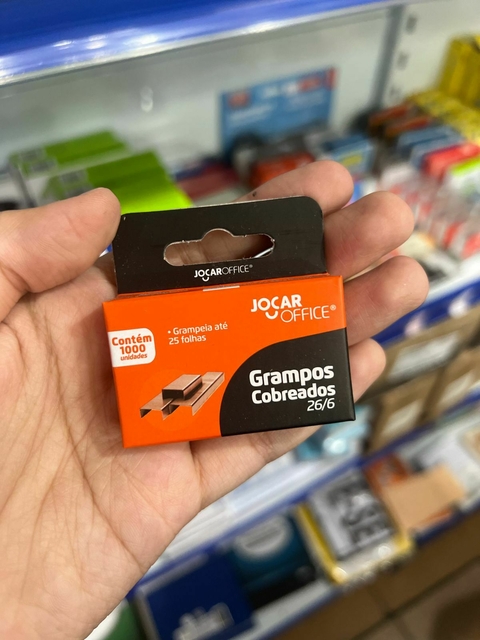 JOCAR OFFICE®
JOCAR
OFFICE®
Contém
1000
unidades
• Grampeia até
25 folhas
Grampos
Cobreados
26/6